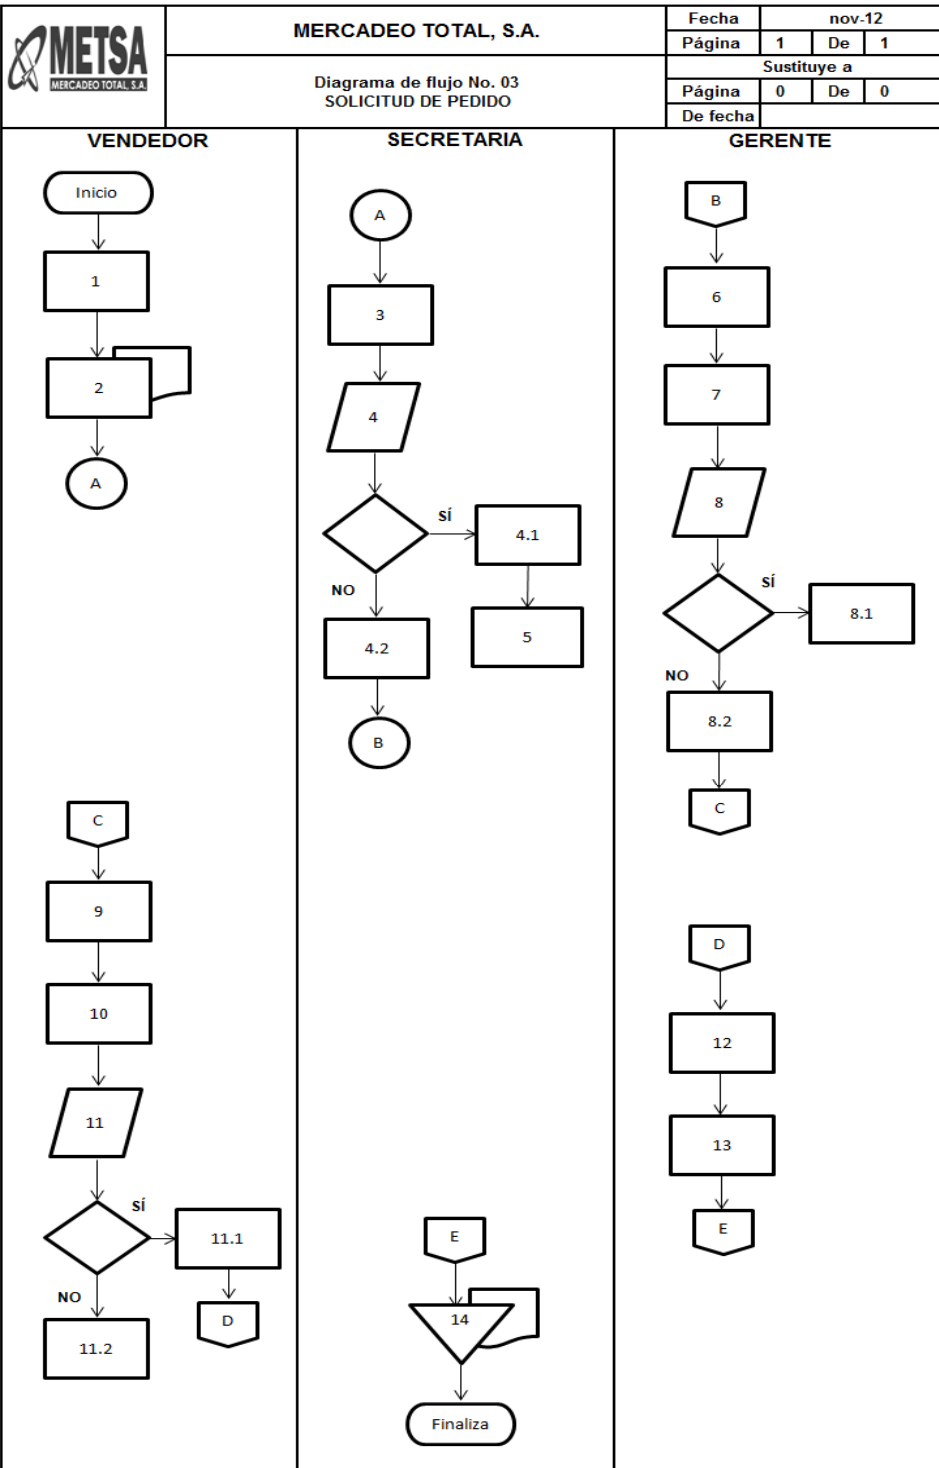 METSA
MERCADEO TOTAL, S.A.
MERCADEO TOTAL, S.A.
Diagrama de flujo No. 03
SOLICITUD DE PEDIDO
Fecha nov-12
Página 1 De 1
Sustituye a
Página 0 De 0
De fecha
VENDEDOR
Inicio
1
2
A
C
9
10
11
SÍ
11.1
NO
D
11.2
SECRETARIA
A
3
4
SÍ
4.1
NO
5
4.2
B
E
14
Finaliza
GERENTE
B
6
7
8
SÍ
8.1
NO
8.2
C
D
12
13
E